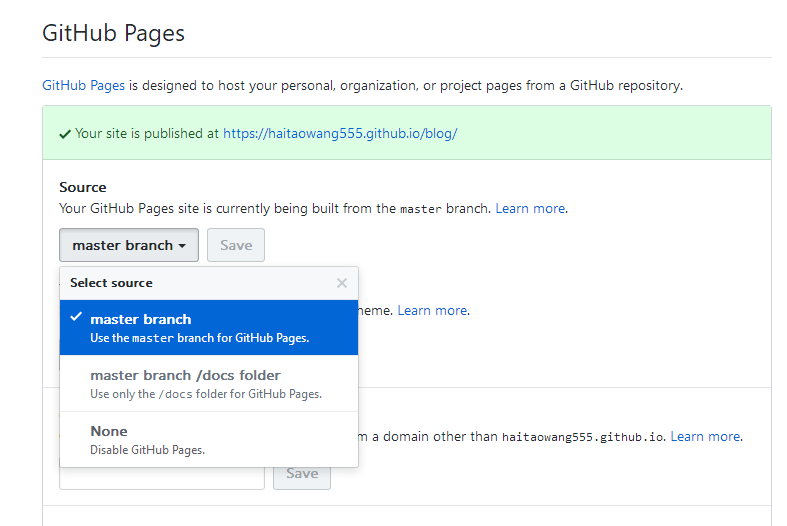 GitHub Pages
GitHub Pages is designed to host your personal, organization, or project pages from a GitHub repository.
Your site is published at https://haitaowang555.github.io/blog/
Source
Your GitHub Pages site is currently being built from the master branch. Learn more.
master branch Save
Select source
master branch
Use the master branch for GitHub Pages.
heme. Learn more.
master branch /docs folder
Use only the /docs folder for GitHub Pages.
None
Disable GitHub Pages.
m a domain other than haitaowang555.github.io. Learn more.
Save